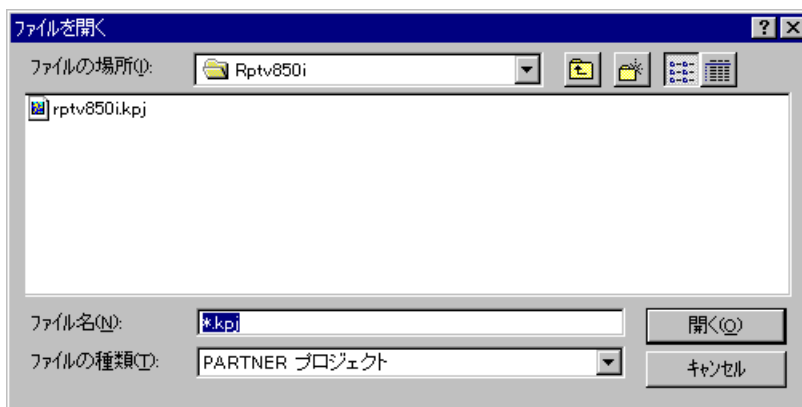 ファイルを開く
ファイルの場所(I):
Rptv850i
rptv850i.kpj
ファイル名(N):
*.kpj
開く(O)
ファイルの種類(T):
PARTNER プロジェクト
キャンセル